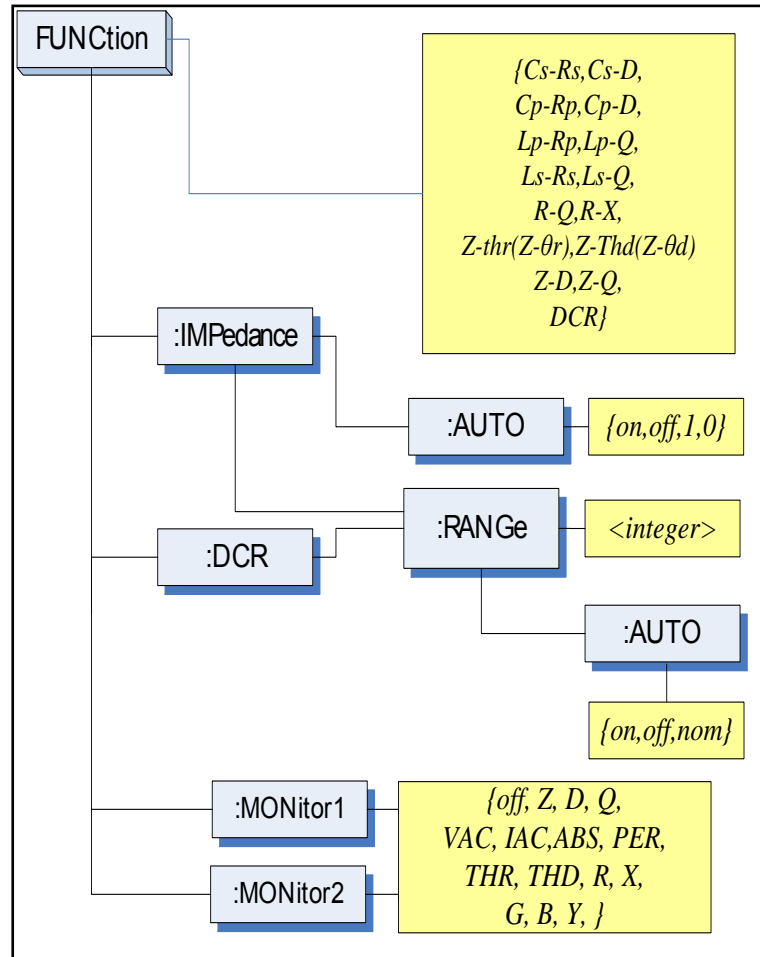 FUNCtion
{Cs-Rs,Cs-D,
Cp-Rp,Cp-D,
Lp-Rp,Lp-Q,
Ls-Rs,Ls-Q,
R-Q,R-X,
Z-thr(Z-θr),Z-Thd(Z-θd)
Z-D,Z-Q,
DCR}
:IMPedance
:AUTO
{on,off,1,0}
:RANGe
<integer>
:DCR
:AUTO
{on,off,nom}
:MONitor1
{off, Z, D, Q,
VAC, IAC,ABS, PER,
THR, THD, R, X,
G, B, Y, }
:MONitor2